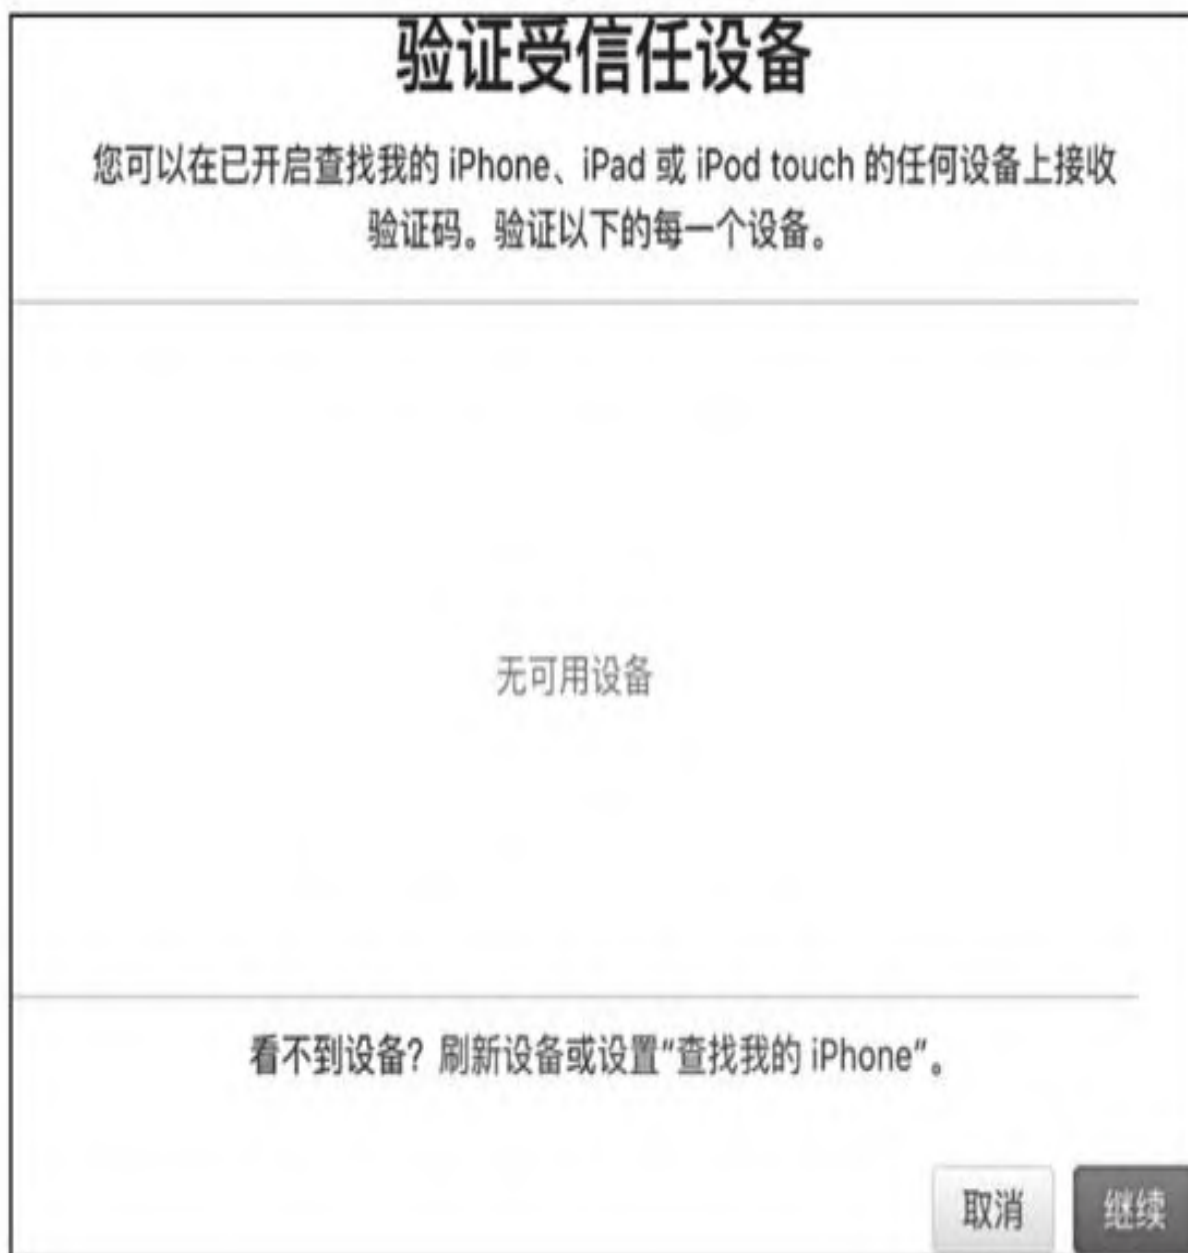 验证受信任设备
您可以在已开启查找我的 iPhone、iPad 或 iPod touch 的任何设备上接收
验证码。验证以下的每一个设备。
无可用设备
看不到设备？刷新设备或设置“查找我的 iPhone”。
取消
继续